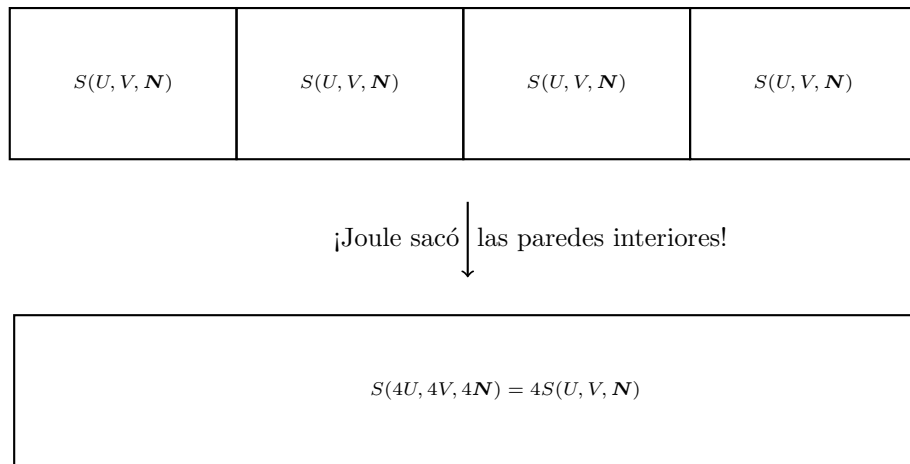 S(U, V, N) S(U, V, N) S(U, V, N) S(U, V, N)
¡Joule sacó las paredes interiores!
S(4U, 4V, 4N) = 4S(U, V, N)